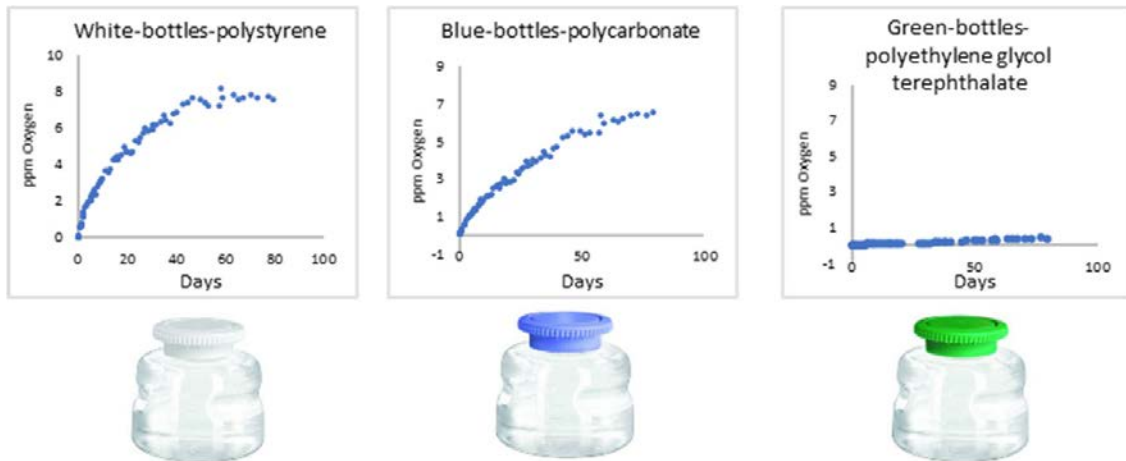 White-bottles-polystyrene
10
8
6
4
2
0
ppm Oxygen
0 20 40 60 80 100
Days
Blue-bottles-polycarbonate
9
7
5
3
1
-1
ppm Oxygen
0 50 100
Days
Green-bottles-
polyethylene glycol
terephthalate
9
7
5
3
1
-1
ppm Oxygen
0 50 100
Days